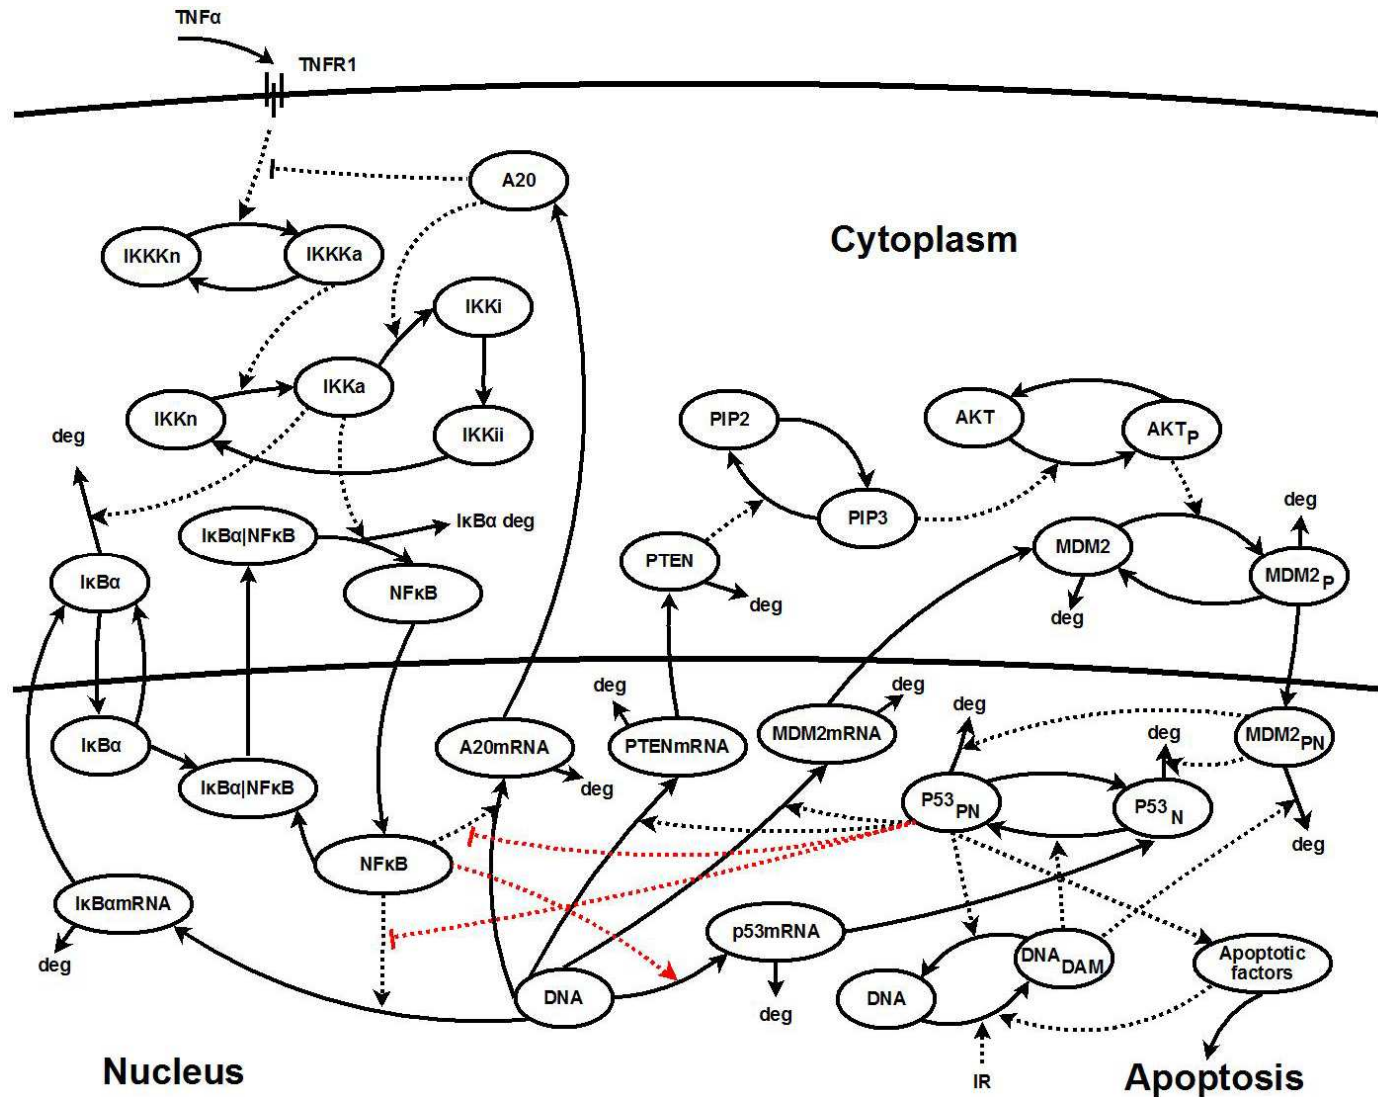 TNFα
TNFR1
A20
Cytoplasm
IKKKn
IKKKa
IKKi
IKKa
IKKn
IKKii
PIP2
AKT
AKTP
deg
IκBα|NFκB
IκBα deg
PIP3
deg
MDM2
PTEN
IκBα
NFκB
MDM2P
deg
deg
deg
deg
deg
deg
MDM2mRNA
MDM2PN
IκBα
A20mRNA
PTENmRNA
IκBα|NFκB
deg
P53PN
P53N
deg
NFκB
IκBαmRNA
p53mRNA
deg
DNADAM
Apoptotic
factors
DNA
DNA
deg
Nucleus
IR
Apoptosis